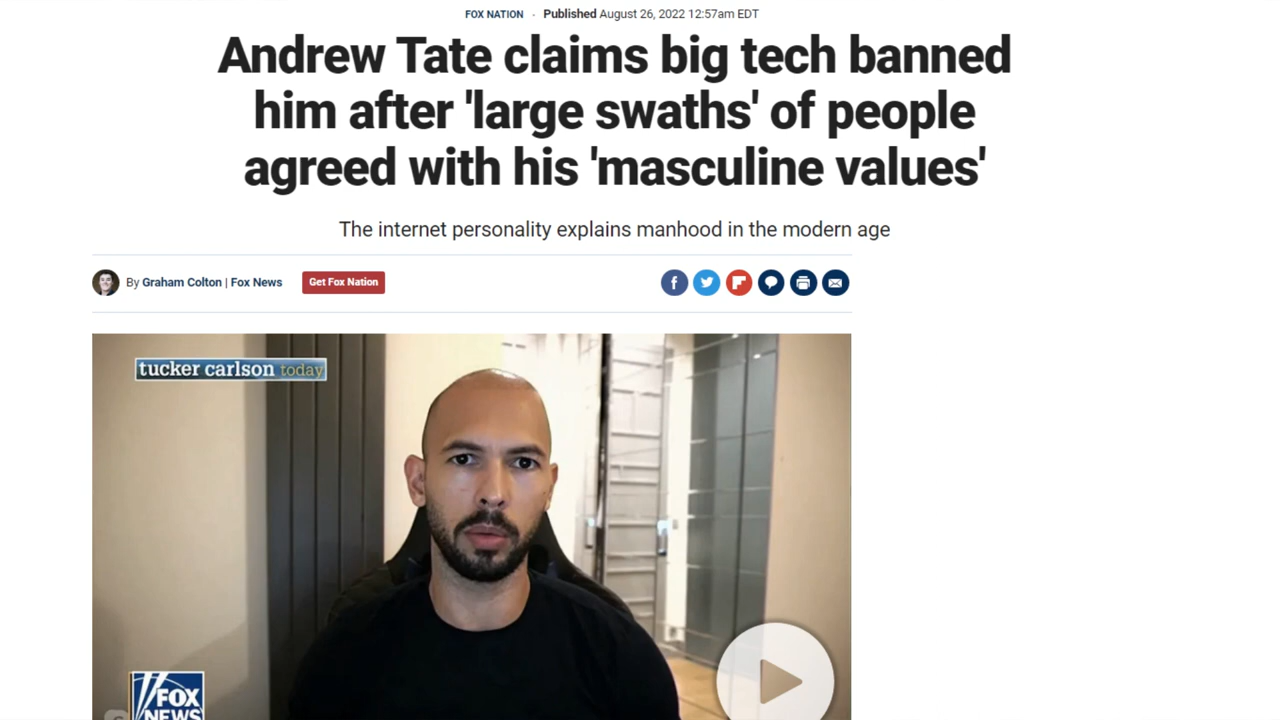 FOX NATION · Published August 26, 2022 12:57am EDT
Andrew Tate claims big tech banned
him after 'large swaths' of people
agreed with his 'masculine values'
The internet personality explains manhood in the modern age
By Graham Colton | Fox News
Get Fox Nation
tucker carlson today
FOX
NEWS